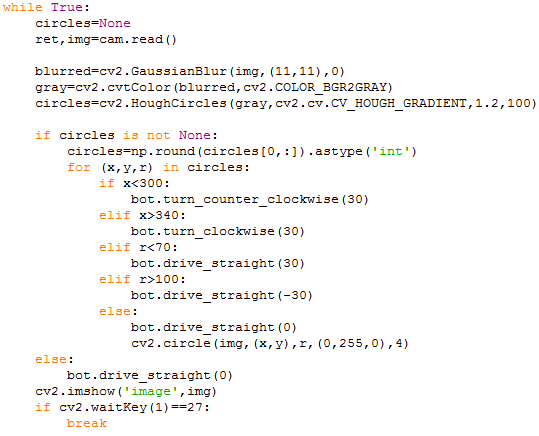 while True:
    circles=None
    ret,img=cam.read()

    blurred=cv2.GaussianBlur(img,(11,11),0)
    gray=cv2.cvtColor(blurred,cv2.COLOR_BGR2GRAY)
    circles=cv2.HoughCircles(gray,cv2.cv.CV_HOUGH_GRADIENT,1.2,100)

    if circles is not None:
        circles=np.round(circles[0,:]).astype('int')
        for (x,y,r) in circles:
            if x<300:
                bot.turn_counter_clockwise(30)
            elif x>340:
                bot.turn_clockwise(30)
            elif r<70:
                bot.drive_straight(30)
            elif r>100:
                bot.drive_straight(-30)
            else:
                bot.drive_straight(0)
                cv2.circle(img,(x,y),r,(0,255,0),4)
    else:
        bot.drive_straight(0)
    cv2.imshow('image',img)
    if cv2.waitKey(1)==27:
        break